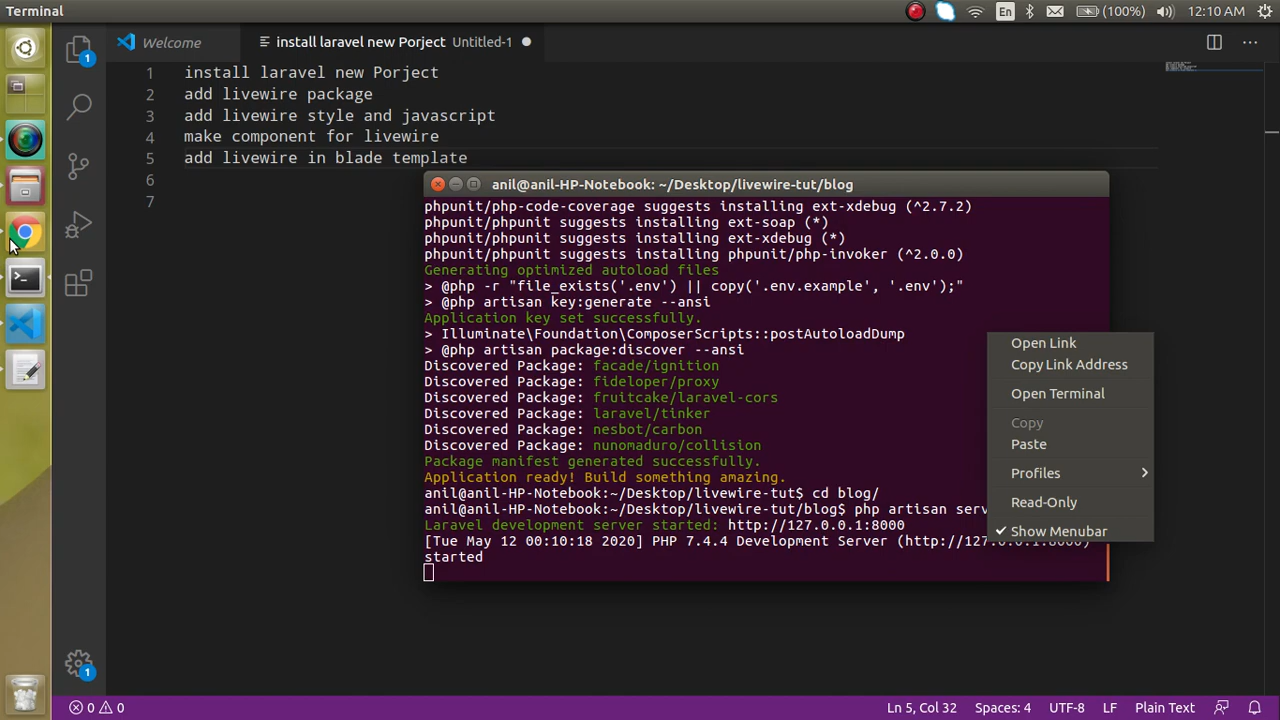 Terminal
En
(100%)
12:10 AM
Welcome
install laravel new Porject Untitled-1
1 install laravel new Porject
2 add livewire package
3 add livewire style and javascript
4 make component for livewire
5 add livewire in blade template
6
7
1
anil@anil-HP-Notebook: ~/Desktop/livewire-tut/blog
phpunit/php-code-coverage suggests installing ext-xdebug (^2.7.2)
phpunit/phpunit suggests installing ext-soap (*)
phpunit/phpunit suggests installing ext-xdebug (*)
phpunit/phpunit suggests installing phpunit/php-invoker (^2.0.0)
Generating optimized autoload files
> @php -r "file_exists('.env') || copy('.env.example', '.env');"
> @php artisan key:generate --ansi
Application key set successfully.
> Illuminate\Foundation\ComposerScripts::postAutoloadDump
> @php artisan package:discover --ansi
Discovered Package: facade/ignition
Discovered Package: fideloper/proxy
Discovered Package: fruitcake/laravel-cors
Discovered Package: laravel/tinker
Discovered Package: nesbot/carbon
Discovered Package: nunomaduro/collision
Package manifest generated successfully.
Application ready! Build something amazing.
anil@anil-HP-Notebook:~/Desktop/livewire-tut$ cd blog/
anil@anil-HP-Notebook:~/Desktop/livewire-tut/blog$ php artisan serv
Laravel development server started: http://127.0.0.1:8000
[Tue May 12 00:10:18 2020] PHP 7.4.4 Development Server (http://127.0.0.1:8000)
started
Open Link
Copy Link Address
Open Terminal
Copy
Paste
Profiles
Read-Only
Show Menubar
1
0 0
Ln 5, Col 32
Spaces: 4
UTF-8
LF
Plain Text